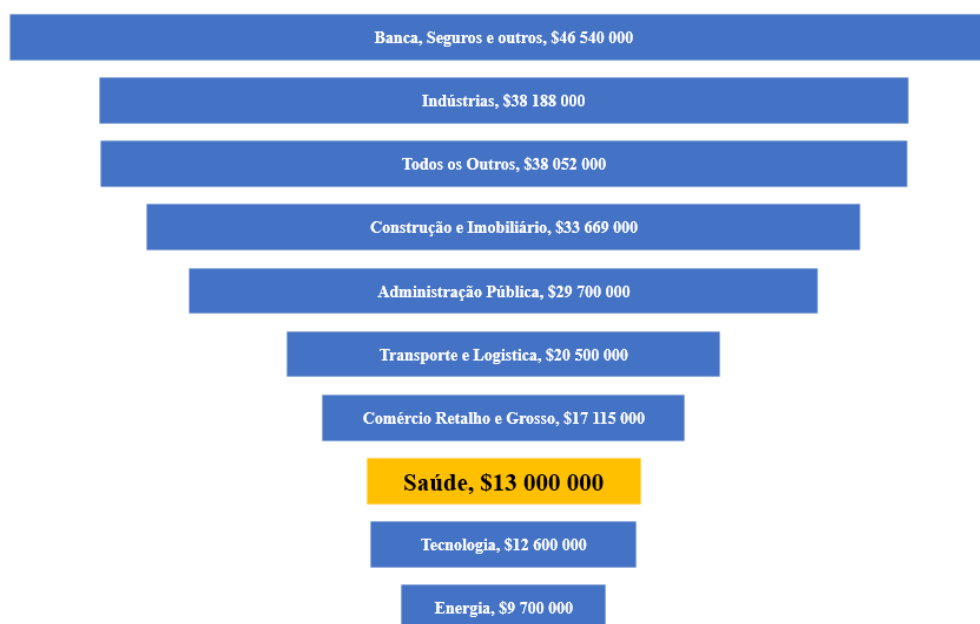 Banca, Seguros e outros, $46 540 000
Indústrias, $38 188 000
Todos os Outros, $38 052 000
Construção e Imobiliário, $33 669 000
Administração Pública, $29 700 000
Transporte e Logistica, $20 500 000
Comércio Retalho e Grosso, $17 115 000
Saúde, $13 000 000
Tecnologia, $12 600 000
Energia, $9 700 000